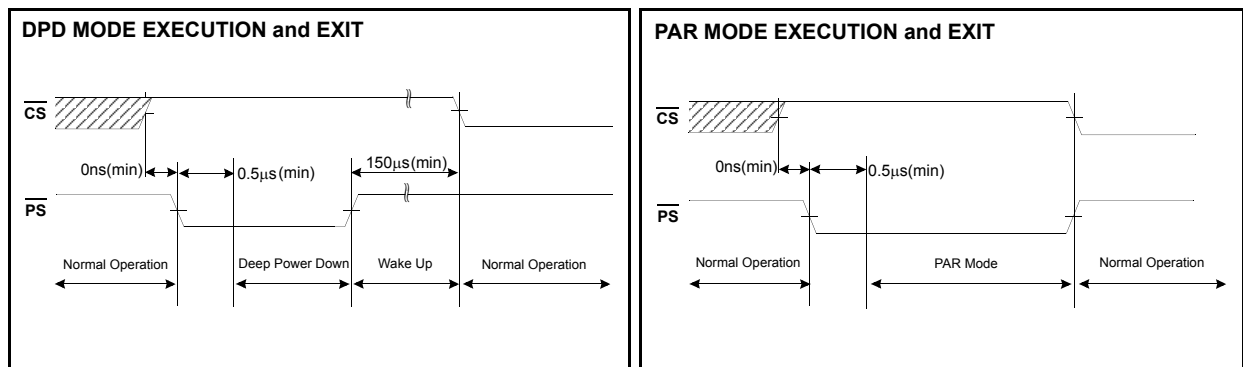 DPD MODE EXECUTION and EXIT
CS
0ns(min)
0.5μs(min)
150μs(min)
PS
Normal Operation
Deep Power Down
Wake Up
Normal Operation
PAR MODE EXECUTION and EXIT
CS
0ns(min)
0.5μs(min)
PS
Normal Operation
PAR Mode
Normal Operation